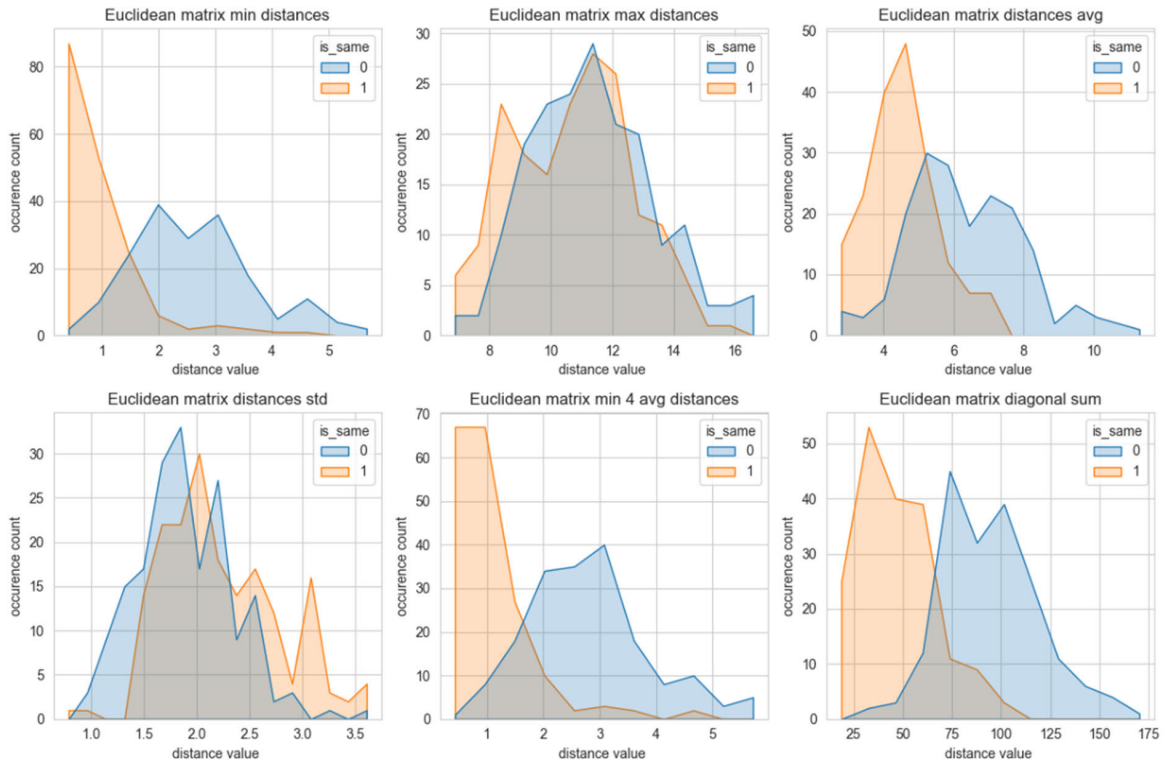 Euclidean matrix min distances
is_same
0
1
occurence count
80
60
40
20
0
1 2 3 4 5
distance value
Euclidean matrix max distances
is_same
0
1
occurence count
30
25
20
15
10
5
0
8 10 12 14 16
distance value
Euclidean matrix distances avg
is_same
0
1
occurence count
50
40
30
20
10
0
4 6 8 10
distance value
Euclidean matrix distances std
is_same
0
1
occurence count
30
25
20
15
10
5
0
1.0 1.5 2.0 2.5 3.0 3.5
distance value
Euclidean matrix min 4 avg distances
is_same
0
1
occurence count
70
60
50
40
30
20
10
0
1 2 3 4 5
distance value
Euclidean matrix diagonal sum
is_same
0
1
occurence count
50
40
30
20
10
0
25 50 75 100 125 150 175
distance value